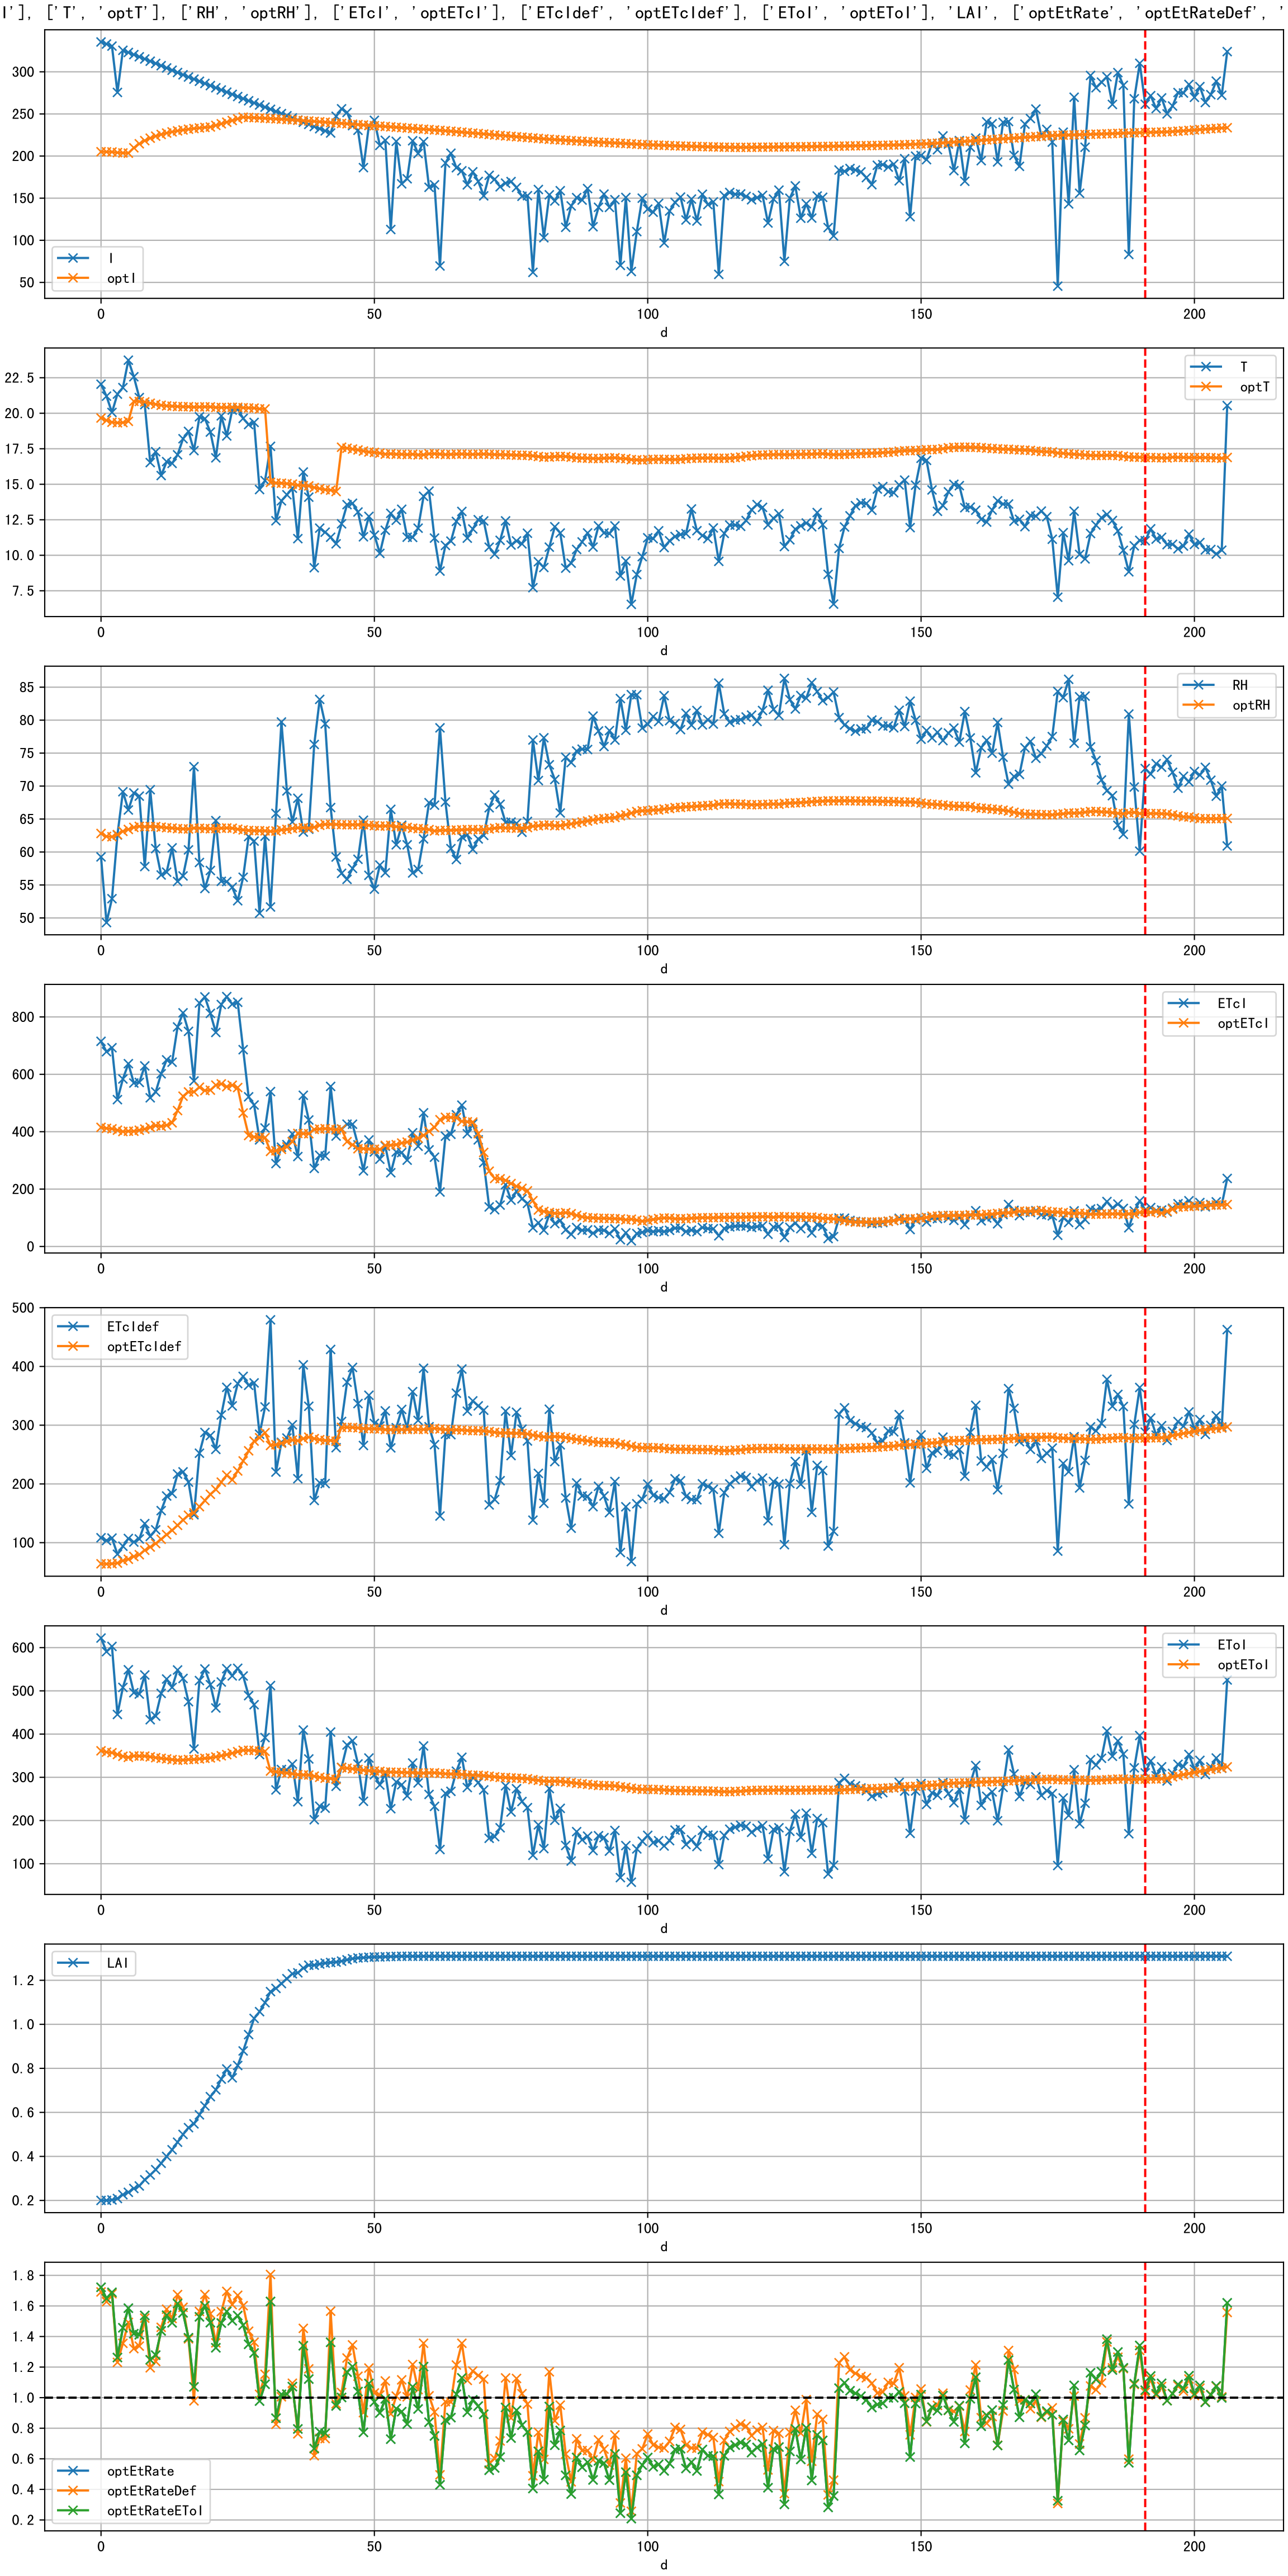 I'], ['T', 'optT'], ['RH', 'optRH'], ['ETcI', 'optETcI'], ['ETcIdef', 'optETcIdef'], ['EToI', 'optEToI'], 'LAI', ['optEtRate', 'optEtRateDef', '
300
250
200
150
100
50
I
optI
0 50 100 150 200
d
22.5
20.0
17.5
15.0
12.5
10.0
7.5
T
optT
0 50 100 150 200
d
85
80
75
70
65
60
55
50
RH
optRH
0 50 100 150 200
d
800
600
400
200
0
ETcI
optETcI
0 50 100 150 200
d
500
400
300
200
100
ETcIdef
optETcIdef
0 50 100 150 200
d
600
500
400
300
200
100
EToI
optEToI
0 50 100 150 200
d
1.2
1.0
0.8
0.6
0.4
0.2
LAI
0 50 100 150 200
d
1.8
1.6
1.4
1.2
1.0
0.8
0.6
0.4
0.2
optEtRate
optEtRateDef
optEtRateEToI
0 50 100 150 200
d